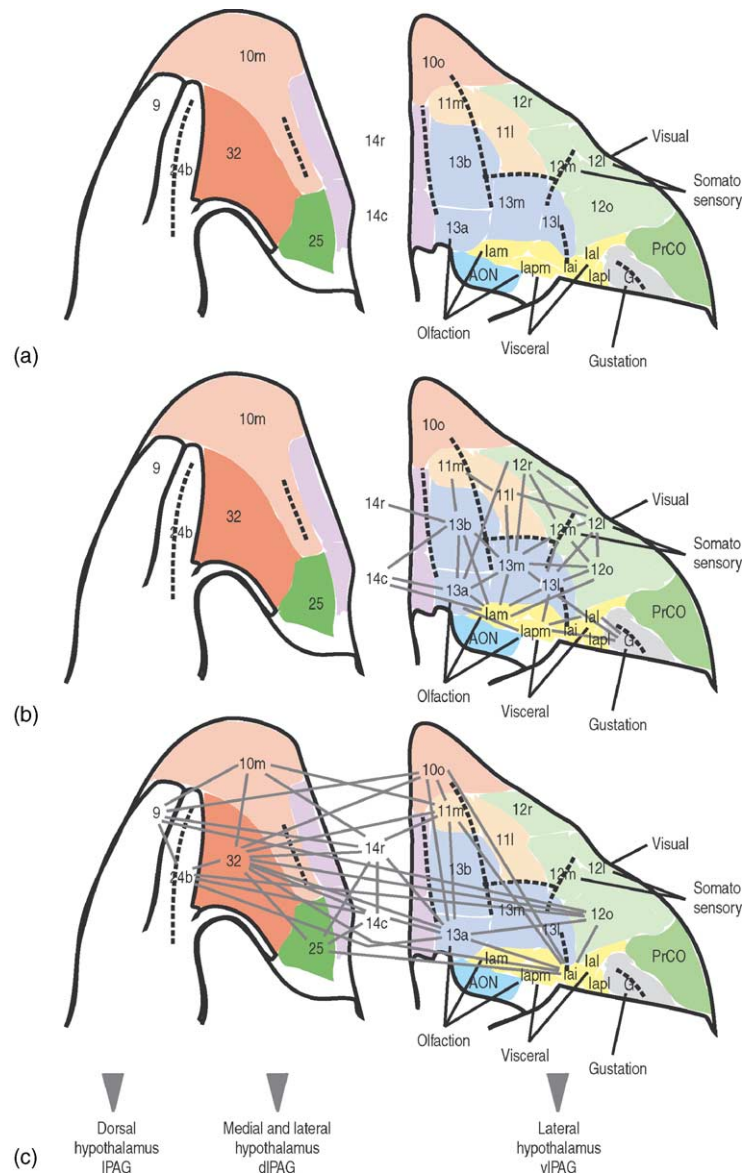 10m
9
24b
32
25
14r
14c
10o
11m
12r
11l
13b
12m
12l
Visual
Somato
sensory
13m
12o
13a
13l
Iam
Ial
PrCO
AON
Iapm
Iai
Iapl
G
Olfaction
Visceral
Gustation
(a)
10m
9
24b
32
25
14r
14c
10o
11m
12r
11l
13b
12m
12l
Visual
Somato
sensory
13m
12o
13a
13l
Iam
Ial
PrCO
AON
Iapm
Iai
Iapl
G
Olfaction
Visceral
Gustation
(b)
10m
9
24b
32
25
14r
14c
10o
11m
12r
11l
13b
12m
12l
Visual
Somato
sensory
13m
12o
13a
13l
Iam
Ial
PrCO
AON
Iapm
Iai
Iapl
G
Olfaction
Visceral
Gustation
Dorsal
hypothalamus
lPAG
Medial and lateral
hypothalamus
dlPAG
Lateral
hypothalamus
vlPAG
(c)